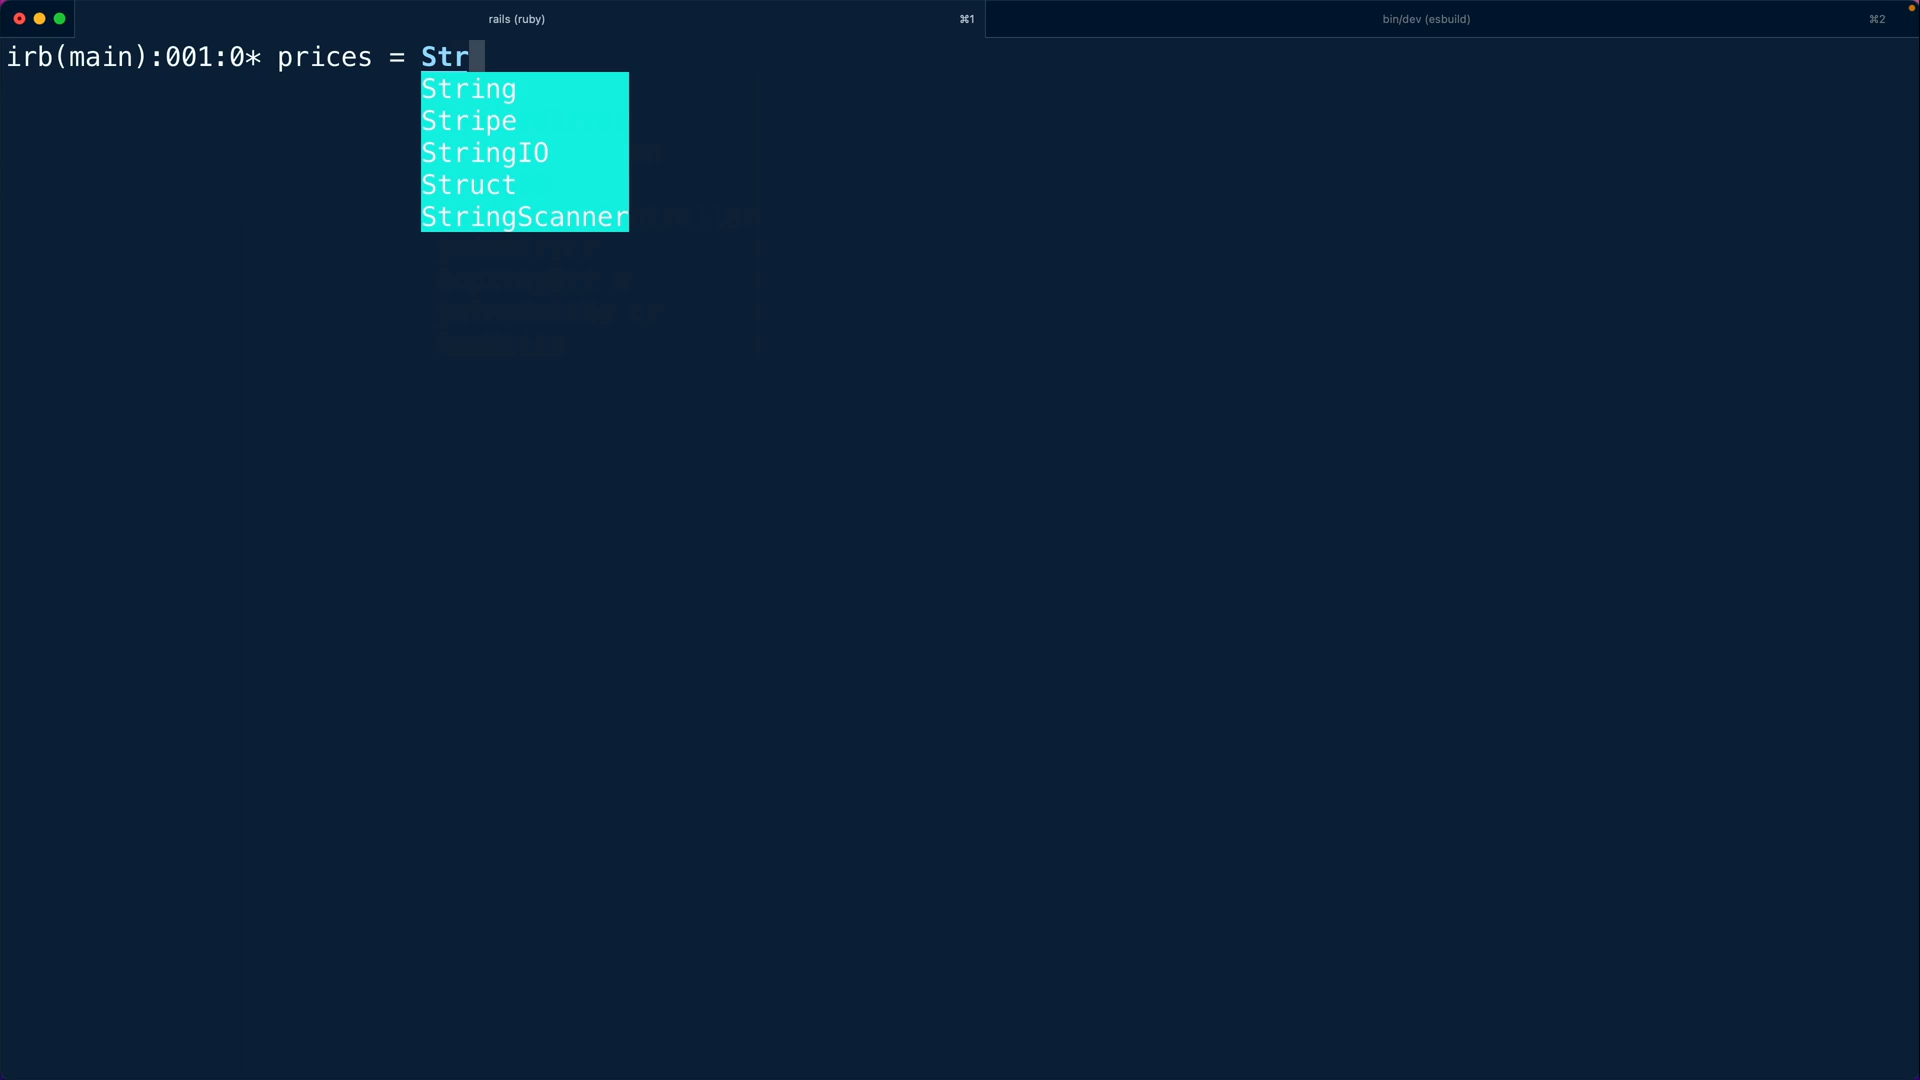 rails (ruby)
⌘1
bin/dev (esbuild)
⌘2
irb(main):001:0* prices = Str
String
Stripe
StringIO
Struct
StringScanner